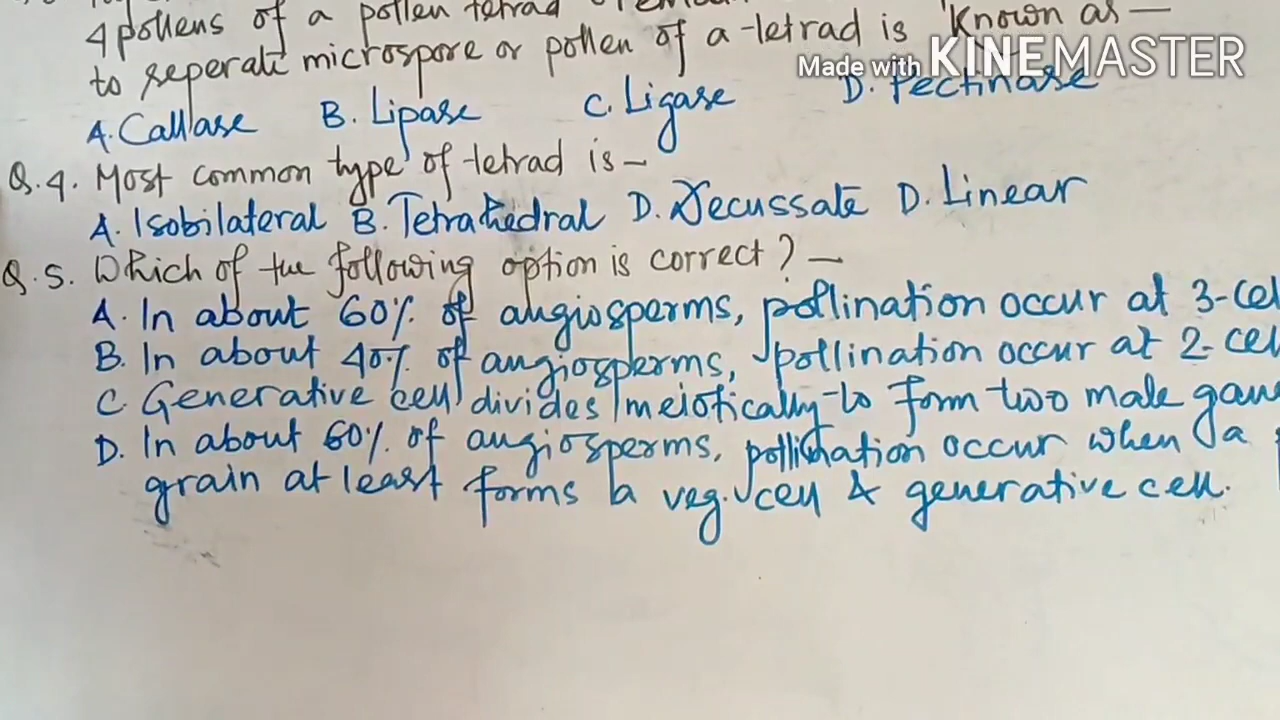 4 pollens of a pollen tetrad
to seperate microspore or pollen of a tetrad is Known as —
Made with KINEMASTER
A. Callase B. Lipase C. Ligase D. Pectinase
Q.4. Most common type of tetrad is —
A. Isobilateral B. Tetrahedral D. Decussate D. Linear
Q.5. Which of the following option is correct ? —
A. In about 60% of angiosperms, pollination occur at 3-cel
B. In about 40% of angiosperms, pollination occur at 2-cel
C. Generative cell divides meiotically to form two male gam
D. In about 60% of angiosperms, pollination occur when a
grain at least forms a veg. cell & generative cell.